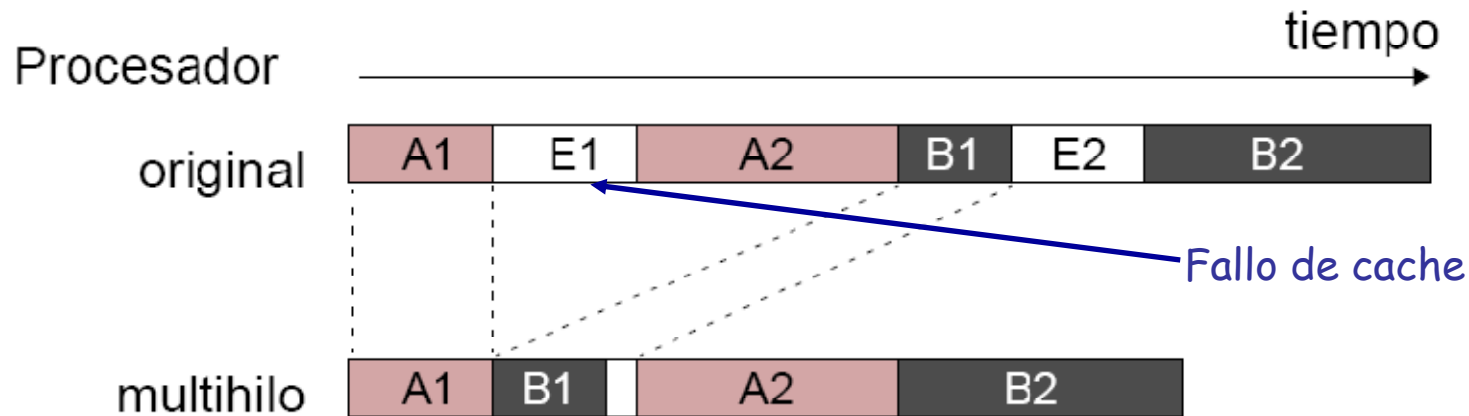 tiempo
Procesador
original A1 E1 A2 B1 E2 B2
Fallo de cache
multihilo A1 B1 A2 B2